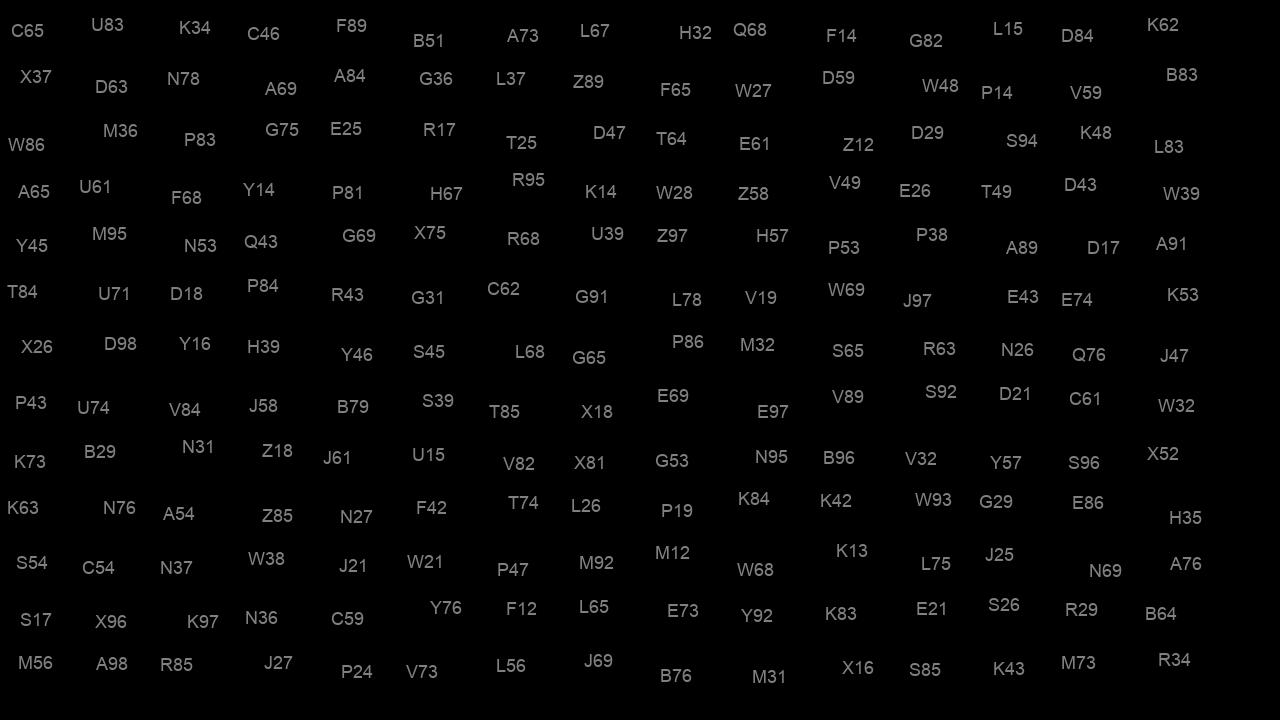 C65 U83 K34 C46 F89 B51 A73 L67 H32 Q68 F14 G82 L15 D84 K62
X37 D63 N78 A69 A84 G36 L37 Z89 F65 W27 D59 W48 P14 V59 B83
W86 M36 P83 G75 E25 R17 T25 D47 T64 E61 Z12 D29 S94 K48 L83
A65 U61 F68 Y14 P81 H67 R95 K14 W28 Z58 V49 E26 T49 D43 W39
Y45 M95 N53 Q43 G69 X75 R68 U39 Z97 H57 P53 P38 A89 D17 A91
T84 U71 D18 P84 R43 G31 C62 G91 L78 V19 W69 J97 E43 E74 K53
X26 D98 Y16 H39 Y46 S45 L68 G65 P86 M32 S65 R63 N26 Q76 J47
P43 U74 V84 J58 B79 S39 T85 X18 E69 E97 V89 S92 D21 C61 W32
K73 B29 N31 Z18 J61 U15 V82 X81 G53 N95 B96 V32 Y57 S96 X52
K63 N76 A54 Z85 N27 F42 T74 L26 P19 K84 K42 W93 G29 E86 H35
S54 C54 N37 W38 J21 W21 P47 M92 M12 W68 K13 L75 J25 N69 A76
S17 X96 K97 N36 C59 Y76 F12 L65 E73 Y92 K83 E21 S26 R29 B64
M56 A98 R85 J27 P24 V73 L56 J69 B76 M31 X16 S85 K43 M73 R34